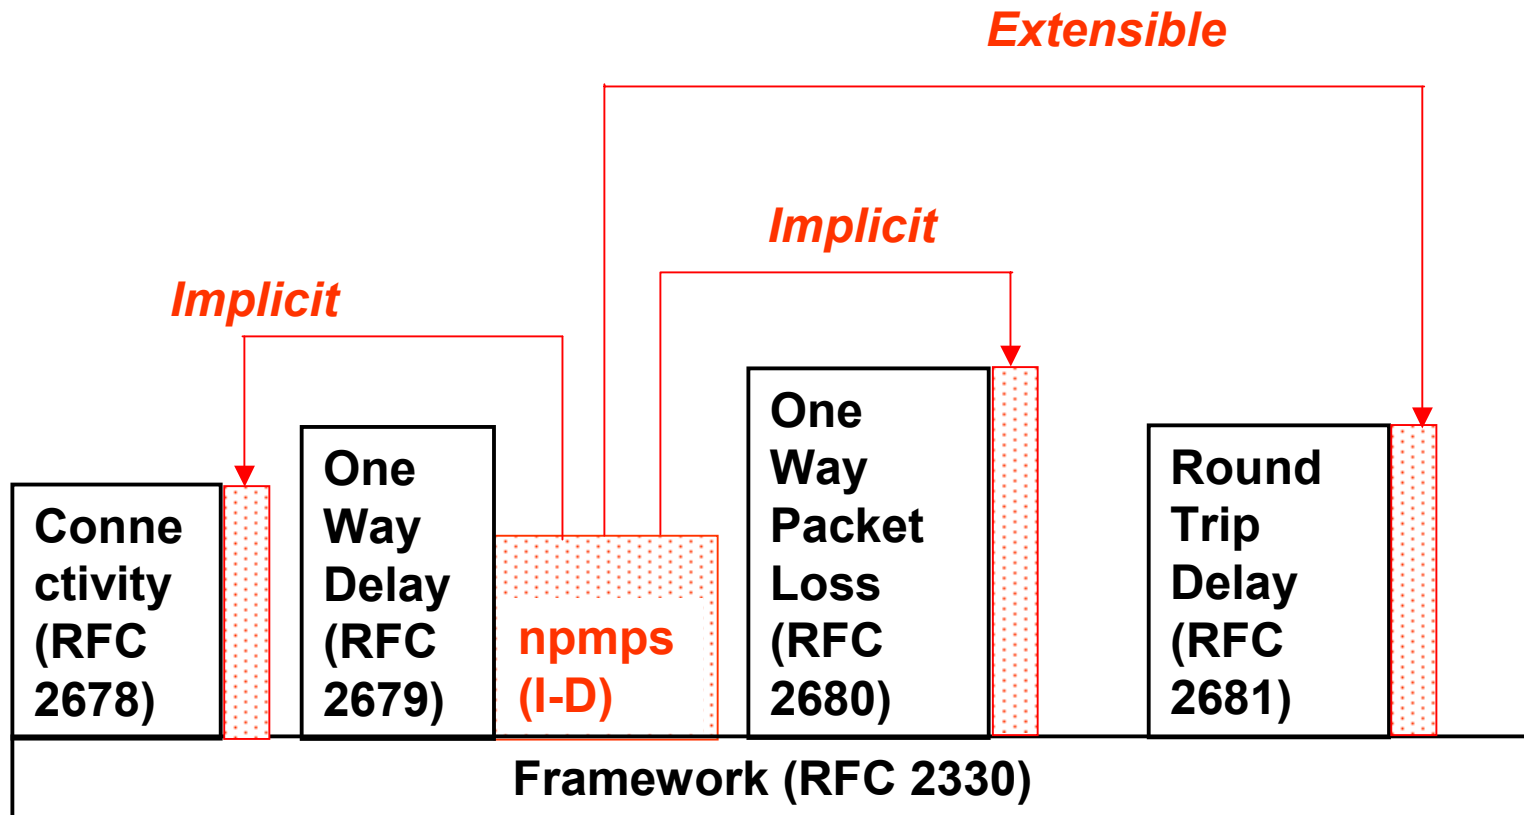 Extensible
Implicit
Implicit
Conne
ctivity
(RFC
2678)
One
Way
Delay
(RFC
2679)
npmps
(I-D)
One
Way
Packet
Loss
(RFC
2680)
Round
Trip
Delay
(RFC
2681)
Framework (RFC 2330)